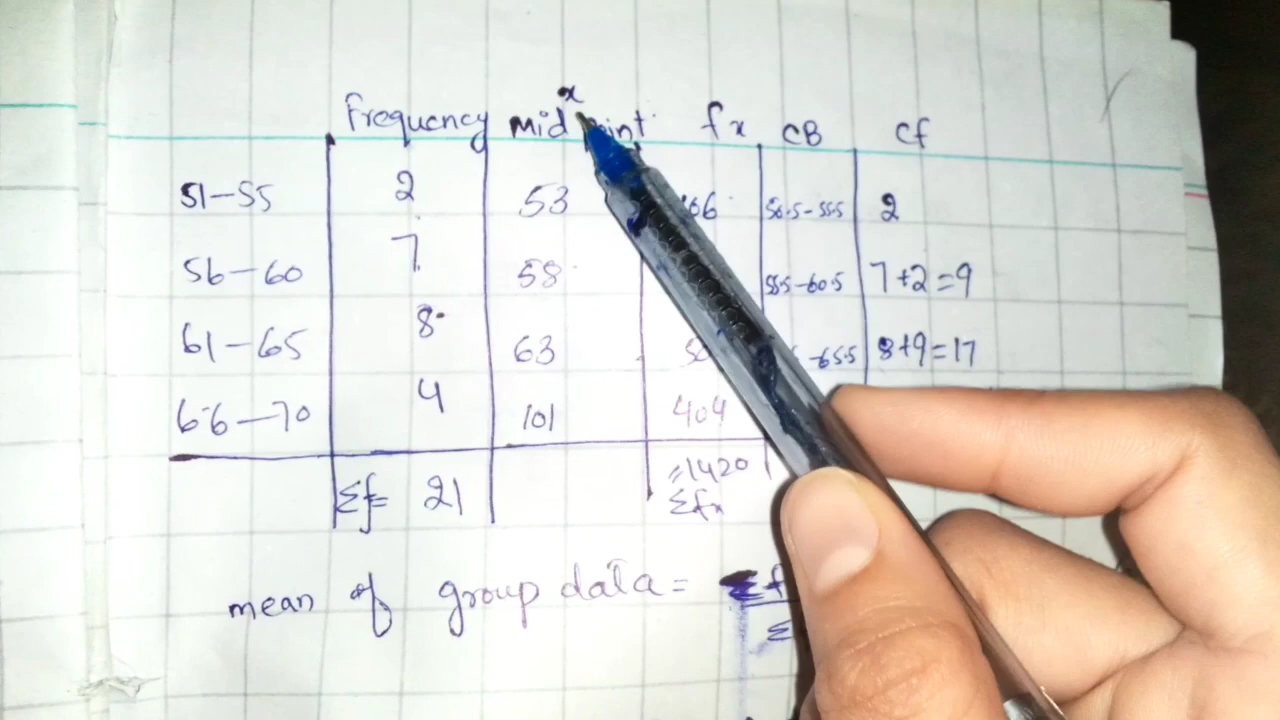 x
Frequency Mid point fx CB Cf
51-55 2 53 50.5-55.5 2
56-60 7 58 55.5-60.5 7+2=9
61-65 8 63 -65.5 8+9=17
66-70 4 101 404
Σf= 21 =1420
Σfx
mean of group data = Σf
Σ